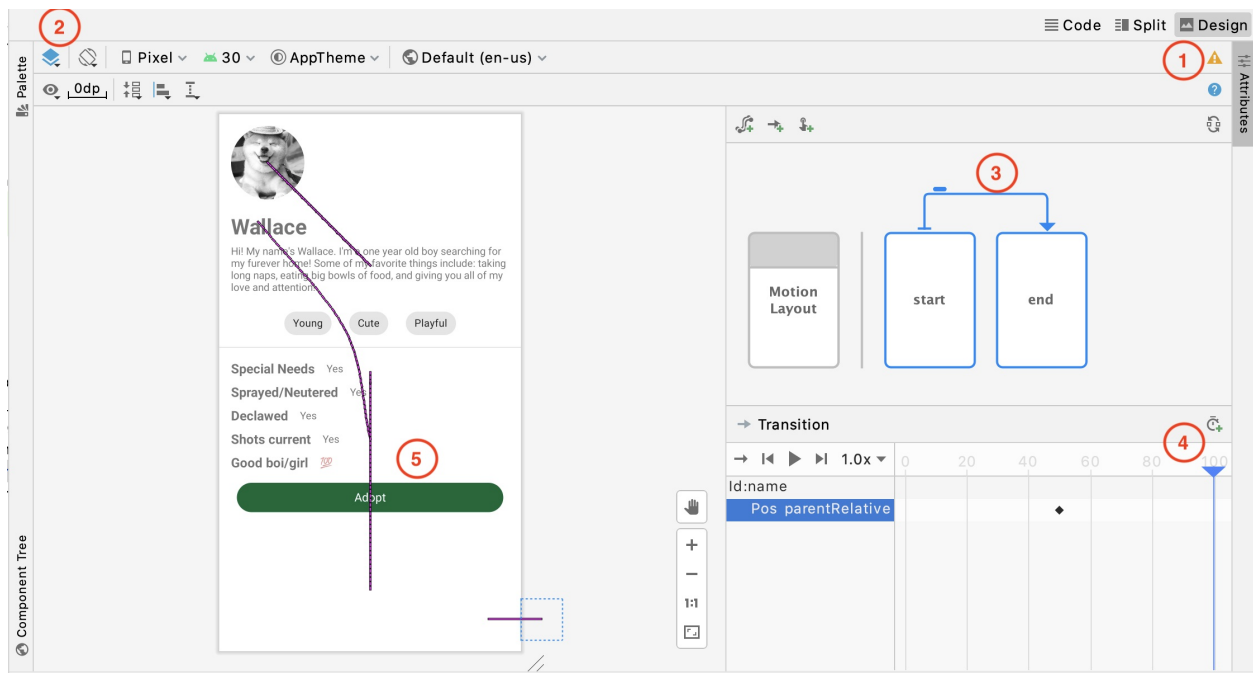 2
Code Split Design
Palette
Pixel 30 AppTheme Default (en-us)
1
Attributes
0dp
?
3
Wallace
Hi! My name's Wallace. I'm a one year old boy searching for
my furever home! Some of my favorite things include: taking
long naps, eating big bowls of food, and giving you all of my
love and attention.
Young Cute Playful
Motion
Layout
start
end
Special Needs Yes
Sprayed/Neutered Yes
Declawed Yes
Shots current Yes
Good boi/girl 💯
5
Adopt
Transition
4
1.0x
0 20 40 60 80 100
Id:name
Pos parentRelative
1:1
Component Tree